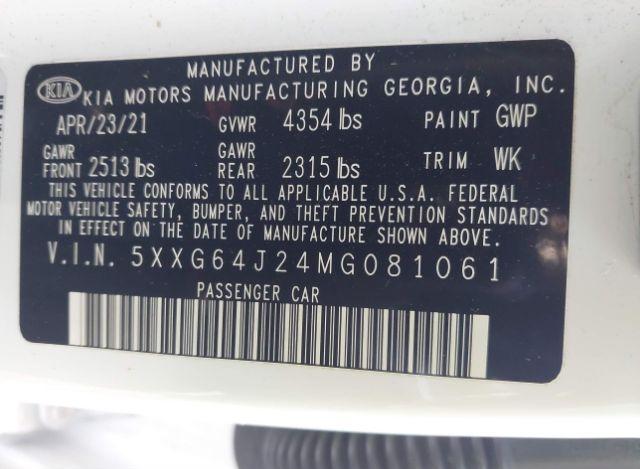 MANUFACTURED BY
KIA KIA MOTORS MANUFACTURING GEORGIA, INC.
APR/23/21 GVWR 4354 lbs PAINT GWP
GAWR FRONT 2513 lbs GAWR REAR 2315 lbs TRIM WK
THIS VEHICLE CONFORMS TO ALL APPLICABLE U.S.A. FEDERAL
MOTOR VEHICLE SAFETY, BUMPER, AND THEFT PREVENTION STANDARDS
IN EFFECT ON THE DATE OF MANUFACTURE SHOWN ABOVE.
V.I.N. 5XXG64J24MG081061
PASSENGER CAR